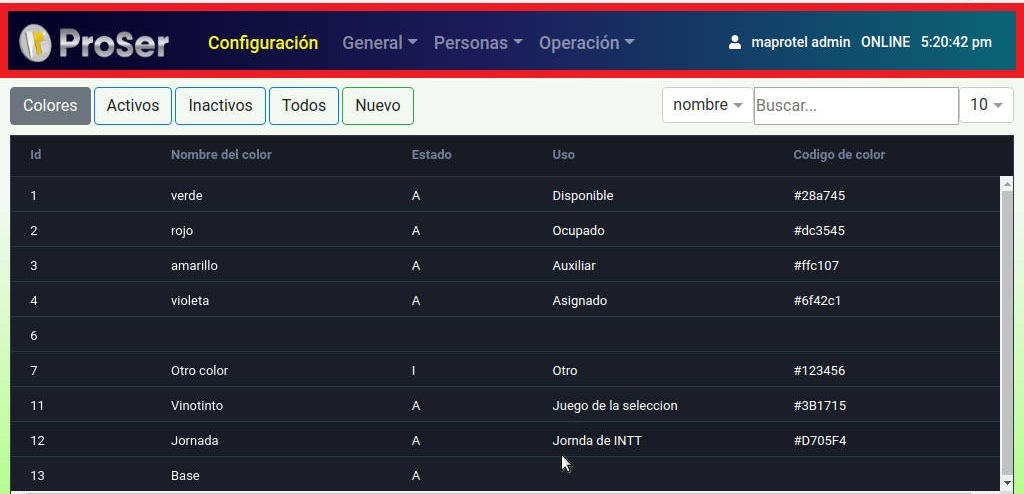 ProSer Configuración General Personas Operación maprotel admin ONLINE 5:20:42 pm
Colores Activos Inactivos Todos Nuevo nombre Buscar... 10
Id Nombre del color Estado Uso Codigo de color
1 verde A Disponible #28a745
2 rojo A Ocupado #dc3545
3 amarillo A Auxiliar #ffc107
4 violeta A Asignado #6f42c1
6
7 Otro color I Otro #123456
11 Vinotinto A Juego de la seleccion #3B1715
12 Jornada A Jornda de INTT #D705F4
13 Base A